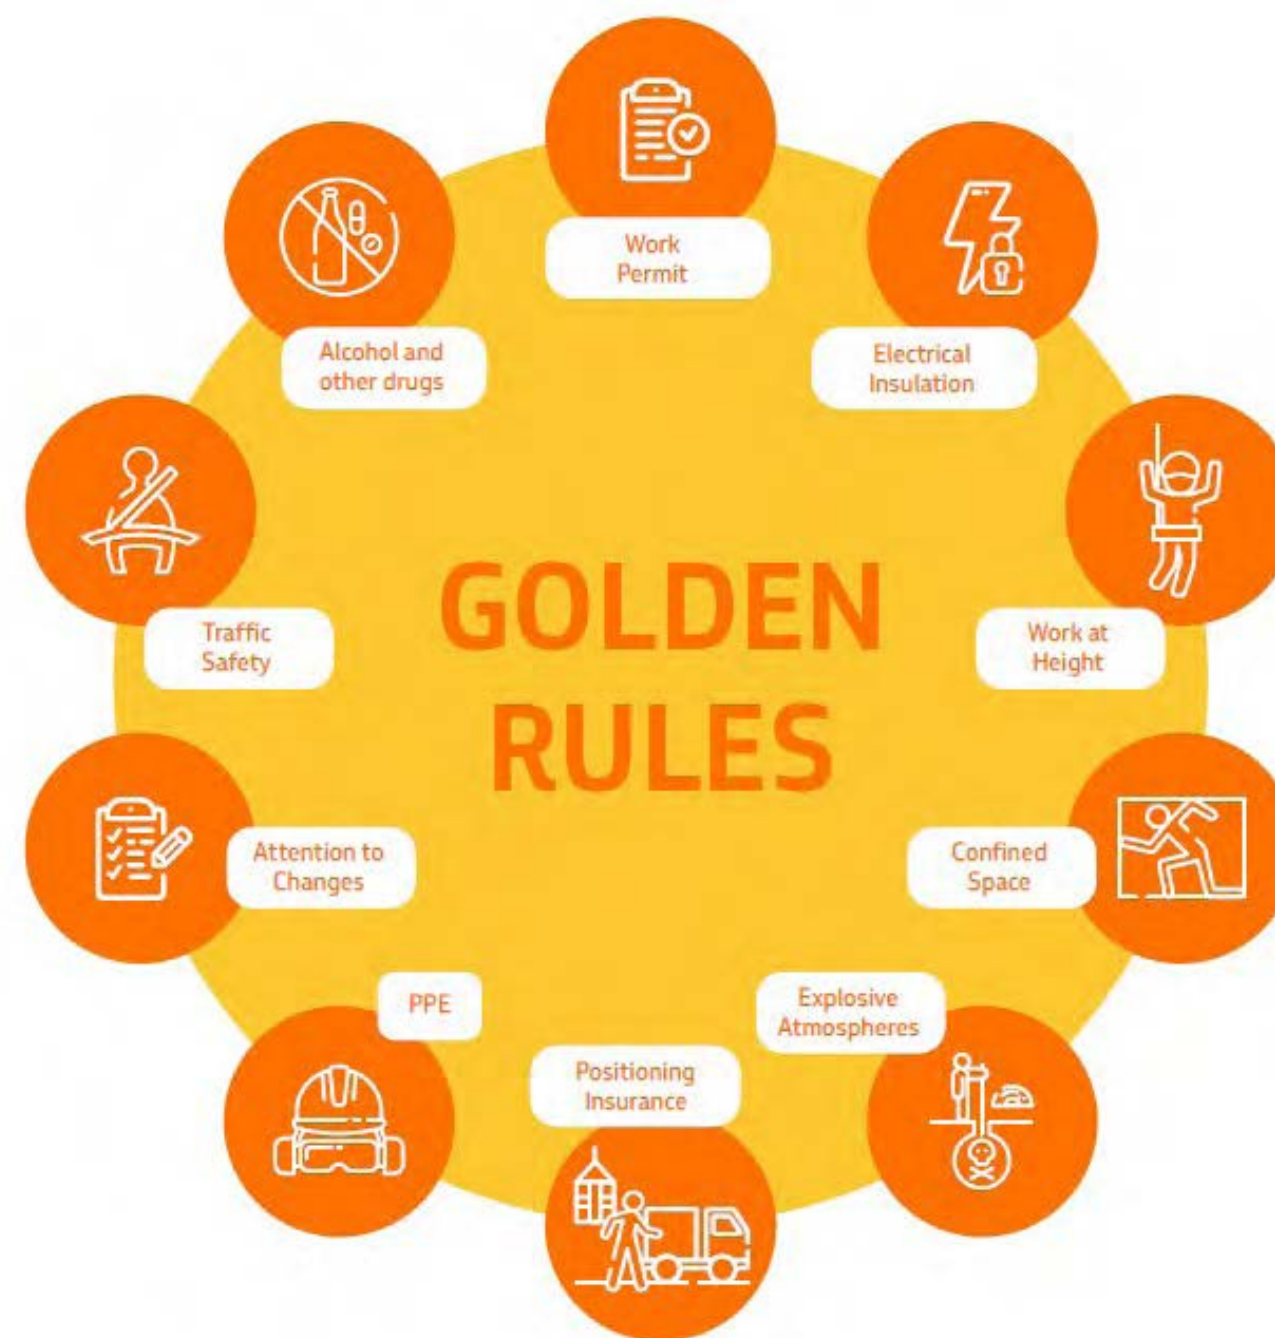 Work
Permit
Electrical
Insulation
Work at
Height
Confined
Space
Explosive
Atmospheres
Positioning
Insurance
PPE
Attention to
Changes
Traffic
Safety
Alcohol and
other drugs
GOLDEN
RULES